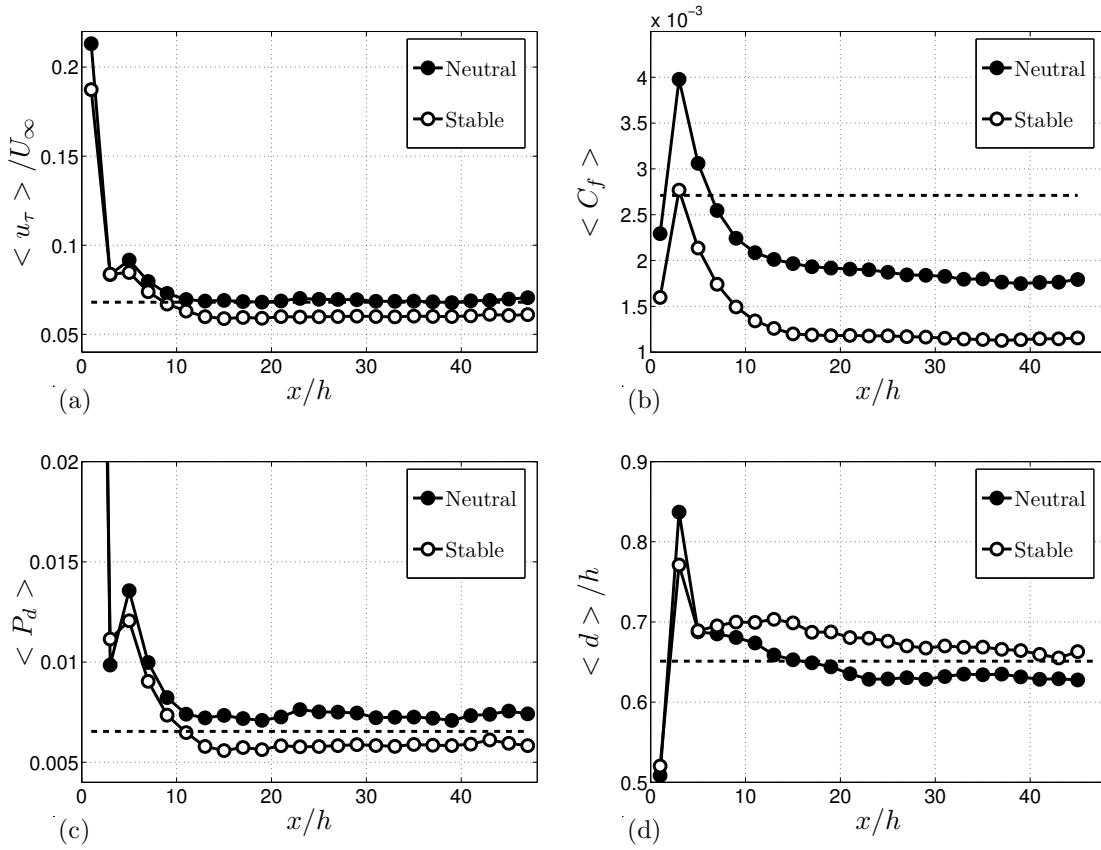 < u_τ > /U_∞
0.2
0.15
0.1
0.05
0 10 20 30 40
x/h
Neutral
Stable
(a)
x 10⁻³
< C_f >
4
3.5
3
2.5
2
1.5
1
0 10 20 30 40
x/h
Neutral
Stable
(b)
< P_d >
0.02
0.015
0.01
0.005
0 10 20 30 40
x/h
Neutral
Stable
(c)
< d > /h
0.9
0.8
0.7
0.6
0.5
0 10 20 30 40
x/h
Neutral
Stable
(d)